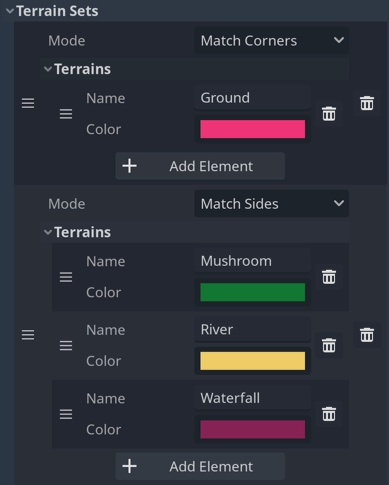 Terrain Sets
Mode Match Corners
Terrains
Name Ground
Color
Add Element
Mode Match Sides
Terrains
Name Mushroom
Color
Name River
Color
Name Waterfall
Color
Add Element